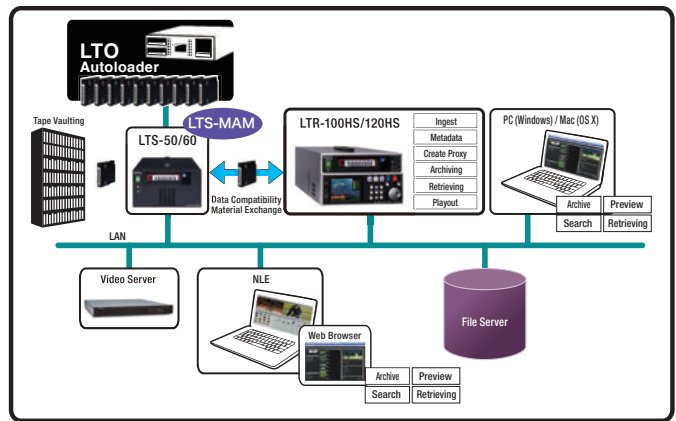 LTO
Autoloader
LTS-MAM
Tape Vaulting
LTS-50/60
Data Compatibility
Material Exchange
LTR-100HS/120HS
Ingest
Metadata
Create Proxy
Archiving
Retrieving
Playout
PC (Windows) / Mac (OS X)
Archive
Preview
Search
Retrieving
LAN
Video Server
NLE
Web Browser
Archive
Preview
Search
Retrieving
File Server